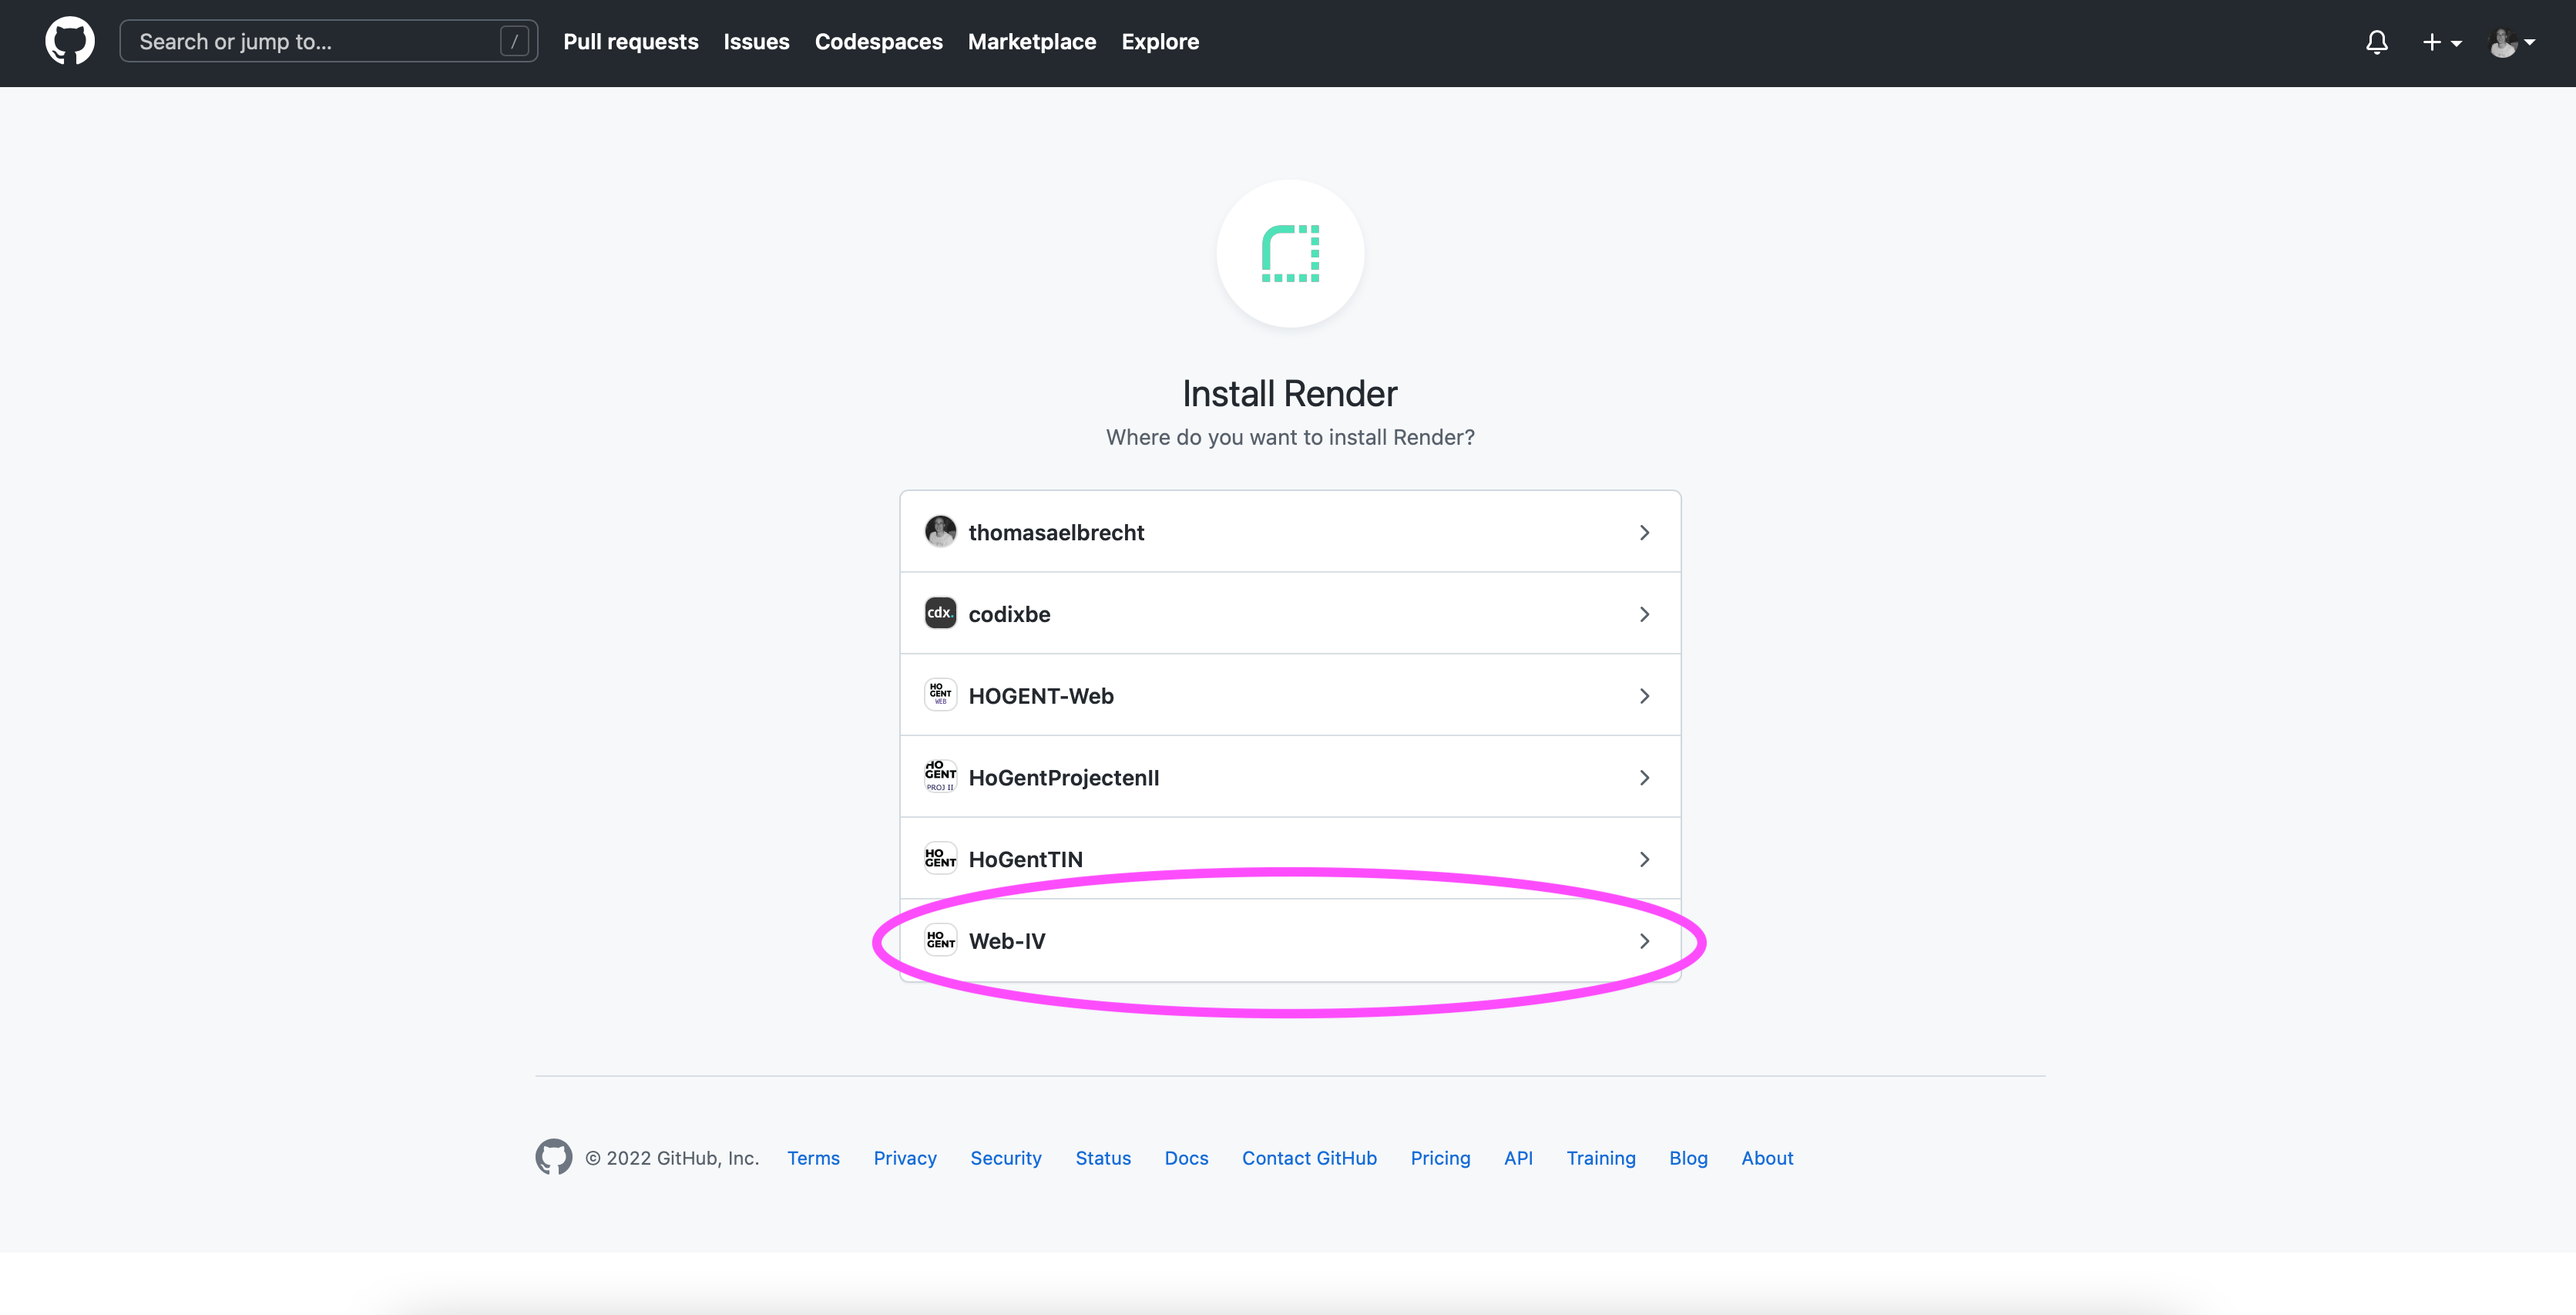 Search or jump to... / Pull requests Issues Codespaces Marketplace Explore
Install Render
Where do you want to install Render?
thomasaelbrecht
cdx. codixbe
HO GENT WEB HOGENT-Web
HO GENT PROJ II HoGentProjectenII
HO GENT HoGentTIN
HO GENT Web-IV
© 2022 GitHub, Inc. Terms Privacy Security Status Docs Contact GitHub Pricing API Training Blog About